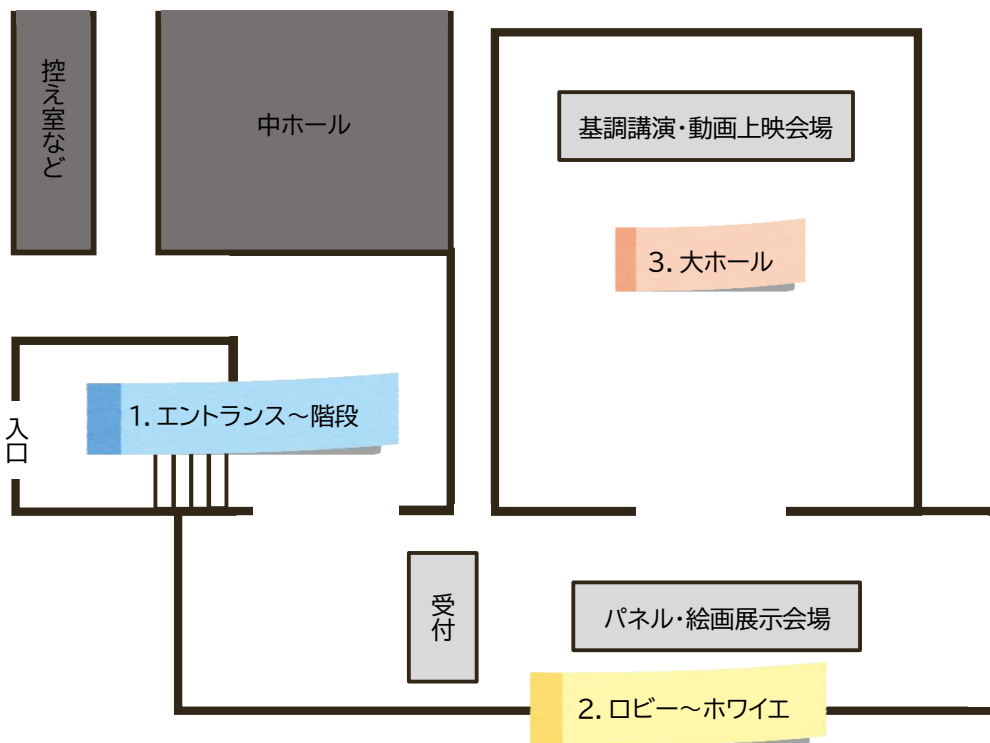 控え室など
中ホール
基調講演・動画上映会場
3. 大ホール
1. エントランス～階段
入口
受付
パネル・絵画展示会場
2. ロビー～ホワイエ